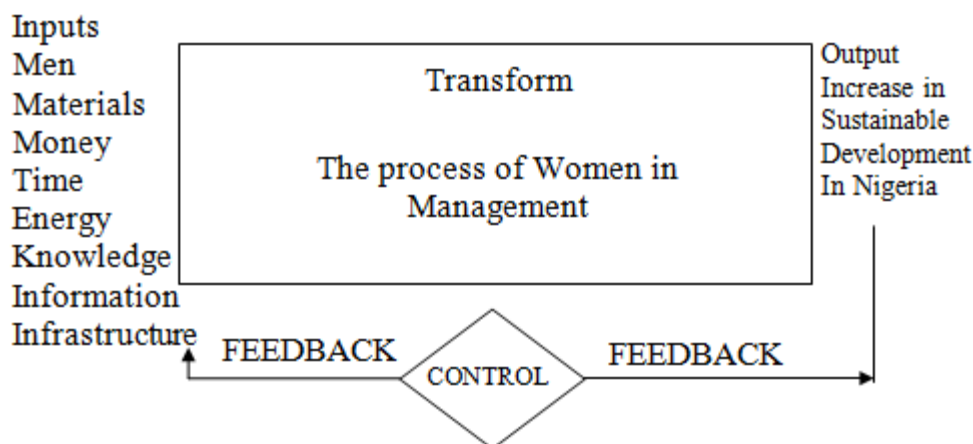 Inputs
Men
Materials
Money
Time
Energy
Knowledge
Information
Infrastructure
Transform
The process of Women in
Management
Output
Increase in
Sustainable
Development
In Nigeria
FEEDBACK
CONTROL
FEEDBACK